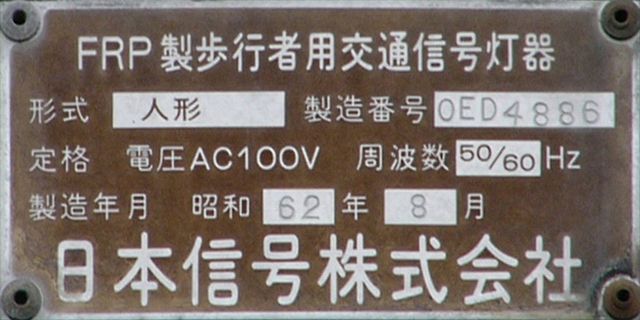 FRP製歩行者用交通信号灯器
形式 人形 製造番号 OED4886
定格 電圧AC100V 周波数 50/60 Hz
製造年月 昭和 62 年 8 月
日本信号株式会社